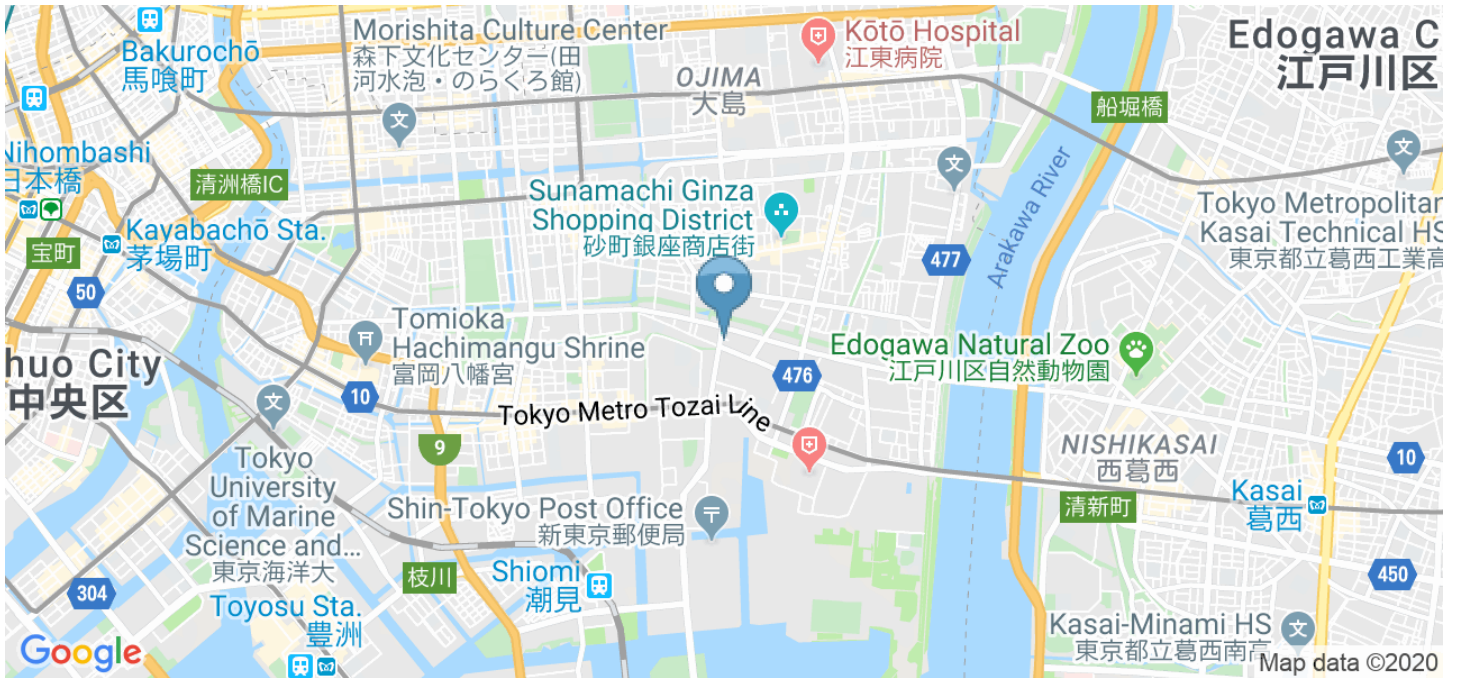 Bakurochō
馬喰町
Morishita Culture Center
森下文化センター(田
河水泡・のらくろ館)
Kōtō Hospital
江東病院
Edogawa C
江戸川区
OJIMA
大島
船堀橋
Nihombashi
日本橋
清洲橋IC
Kayabachō Sta.
茅場町
宝町
50
Sunamachi Ginza
Shopping District
砂町銀座商店街
477
Arakawa River
Tokyo Metropolitan
Kasai Technical HS
東京都立葛西工業高
Tomioka
Hachimangu Shrine
富岡八幡宮
Edogawa Natural Zoo
江戸川区自然動物園
huo City
中央区
10
476
Tokyo Metro Tozai Line
9
NISHIKASAI
西葛西
10
Tokyo
University
of Marine
Science and...
東京海洋大
Shin-Tokyo Post Office
新東京郵便局
清新町
Kasai
葛西
枝川
Shiomi
潮見
450
304
Toyosu Sta.
豊洲
Kasai-Minami HS
東京都立葛西南高
Google
Map data ©2020